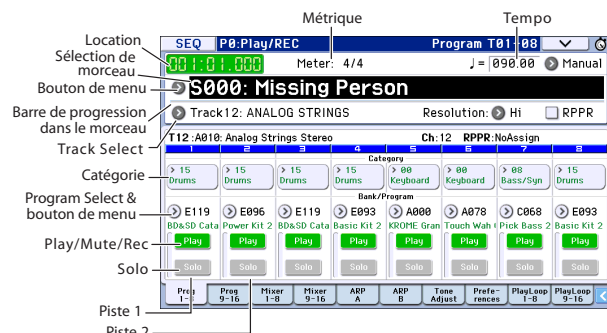 Métrique
Tempo
Location
Sélection de
morceau
Bouton de menu
Barre de progression
dans le morceau
Track Select
Catégorie
Program Select &
bouton de menu
Play/Mute/Rec
Solo
Piste 1
Piste 2
SEQ P0:Play/REC Program T01-08
001:01.000 Meter: 4/4 ♩= 090.00 Manual
S000: Missing Person
Track12: ANALOG STRINGS Resolution: Hi RPPR
T12:A010: Analog Strings Stereo Ch:12 RPPR:NoAssign
1 2 3 4 5 6 7 8
Category
15 15 15 15 00 00 08 15
Drums Drums Drums Drums Keyboard Keyboard Bass/Syn Drums
Bank/Program
E119 E096 E119 E093 A000 A078 C068 E093
BD&SD Cata Power Kit 2 BD&SD Cata Basic Kit 2 KROME Gran Touch Wah Pick Bass 2 Basic Kit 2
Play Play Play Play Play Play Play Play
Solo Solo Solo Solo Solo Solo Solo Solo
Prog 1-8 Prog 9-16 Mixer 1-8 Mixer 9-16 ARP A ARP B Tone Adjust Prefe-rences PlayLoop 1-8 PlayLoop 9-16